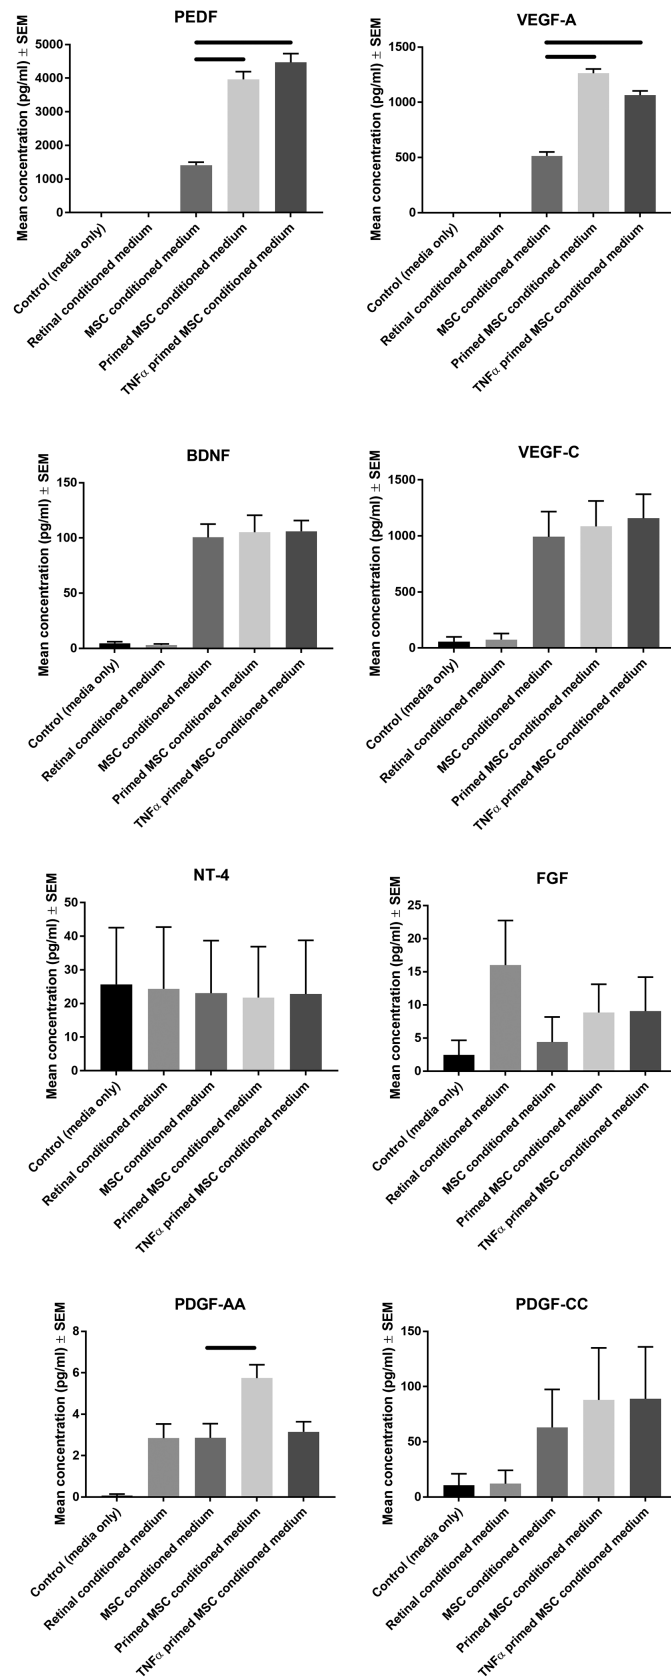 PEDF
Mean concentration (pg/ml) ± SEM
5000
4000
3000
2000
1000
0
Control (media only)
Retinal conditioned medium
MSC conditioned medium
Primed MSC conditioned medium
TNFα primed MSC conditioned medium
VEGF-A
Mean concentration (pg/ml) ± SEM
1500
1000
500
0
Control (media only)
Retinal conditioned medium
MSC conditioned medium
Primed MSC conditioned medium
TNFα primed MSC conditioned medium
BDNF
Mean concentration (pg/ml) ± SEM
150
100
50
0
Control (media only)
Retinal conditioned medium
MSC conditioned medium
Primed MSC conditioned medium
TNFα primed MSC conditioned medium
VEGF-C
Mean concentration (pg/ml) ± SEM
1500
1000
500
0
Control (media only)
Retinal conditioned medium
MSC conditioned medium
Primed MSC conditioned medium
TNFα primed MSC conditioned medium
NT-4
Mean concentration (pg/ml) ± SEM
50
40
30
20
10
0
Control (media only)
Retinal conditioned medium
MSC conditioned medium
Primed MSC conditioned medium
TNFα primed MSC conditioned medium
FGF
Mean concentration (pg/ml) ± SEM
25
20
15
10
5
0
Control (media only)
Retinal conditioned medium
MSC conditioned medium
Primed MSC conditioned medium
TNFα primed MSC conditioned medium
PDGF-AA
Mean concentration (pg/ml) ± SEM
8
6
4
2
0
Control (media only)
Retinal conditioned medium
MSC conditioned medium
Primed MSC conditioned medium
TNFα primed MSC conditioned medium
PDGF-CC
Mean concentration (pg/ml) ± SEM
150
100
50
0
Control (media only)
Retinal conditioned medium
MSC conditioned medium
Primed MSC conditioned medium
TNFα primed MSC conditioned medium